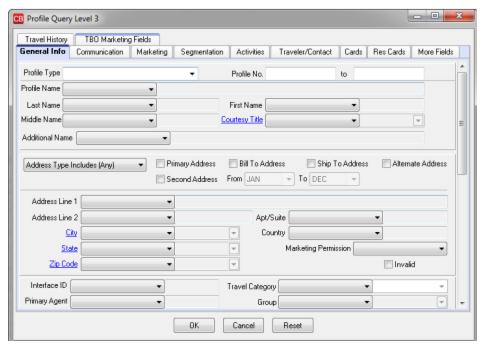 CB Profile Query Level 3
Travel History TBO Marketing Fields
General Info Communication Marketing Segmentation Activities Traveler/Contact Cards Res Cards More Fields
Profile Type Profile No. to
Profile Name
Last Name First Name
Middle Name Courtesy Title
Additional Name
Address Type Includes (Any) Primary Address Bill To Address Ship To Address Alternate Address
Second Address From JAN To DEC
Address Line 1
Address Line 2 Apt/Suite
City Country
State Marketing Permission
Zip Code Invalid
Interface ID Travel Category
Primary Agent Group
OK Cancel Reset